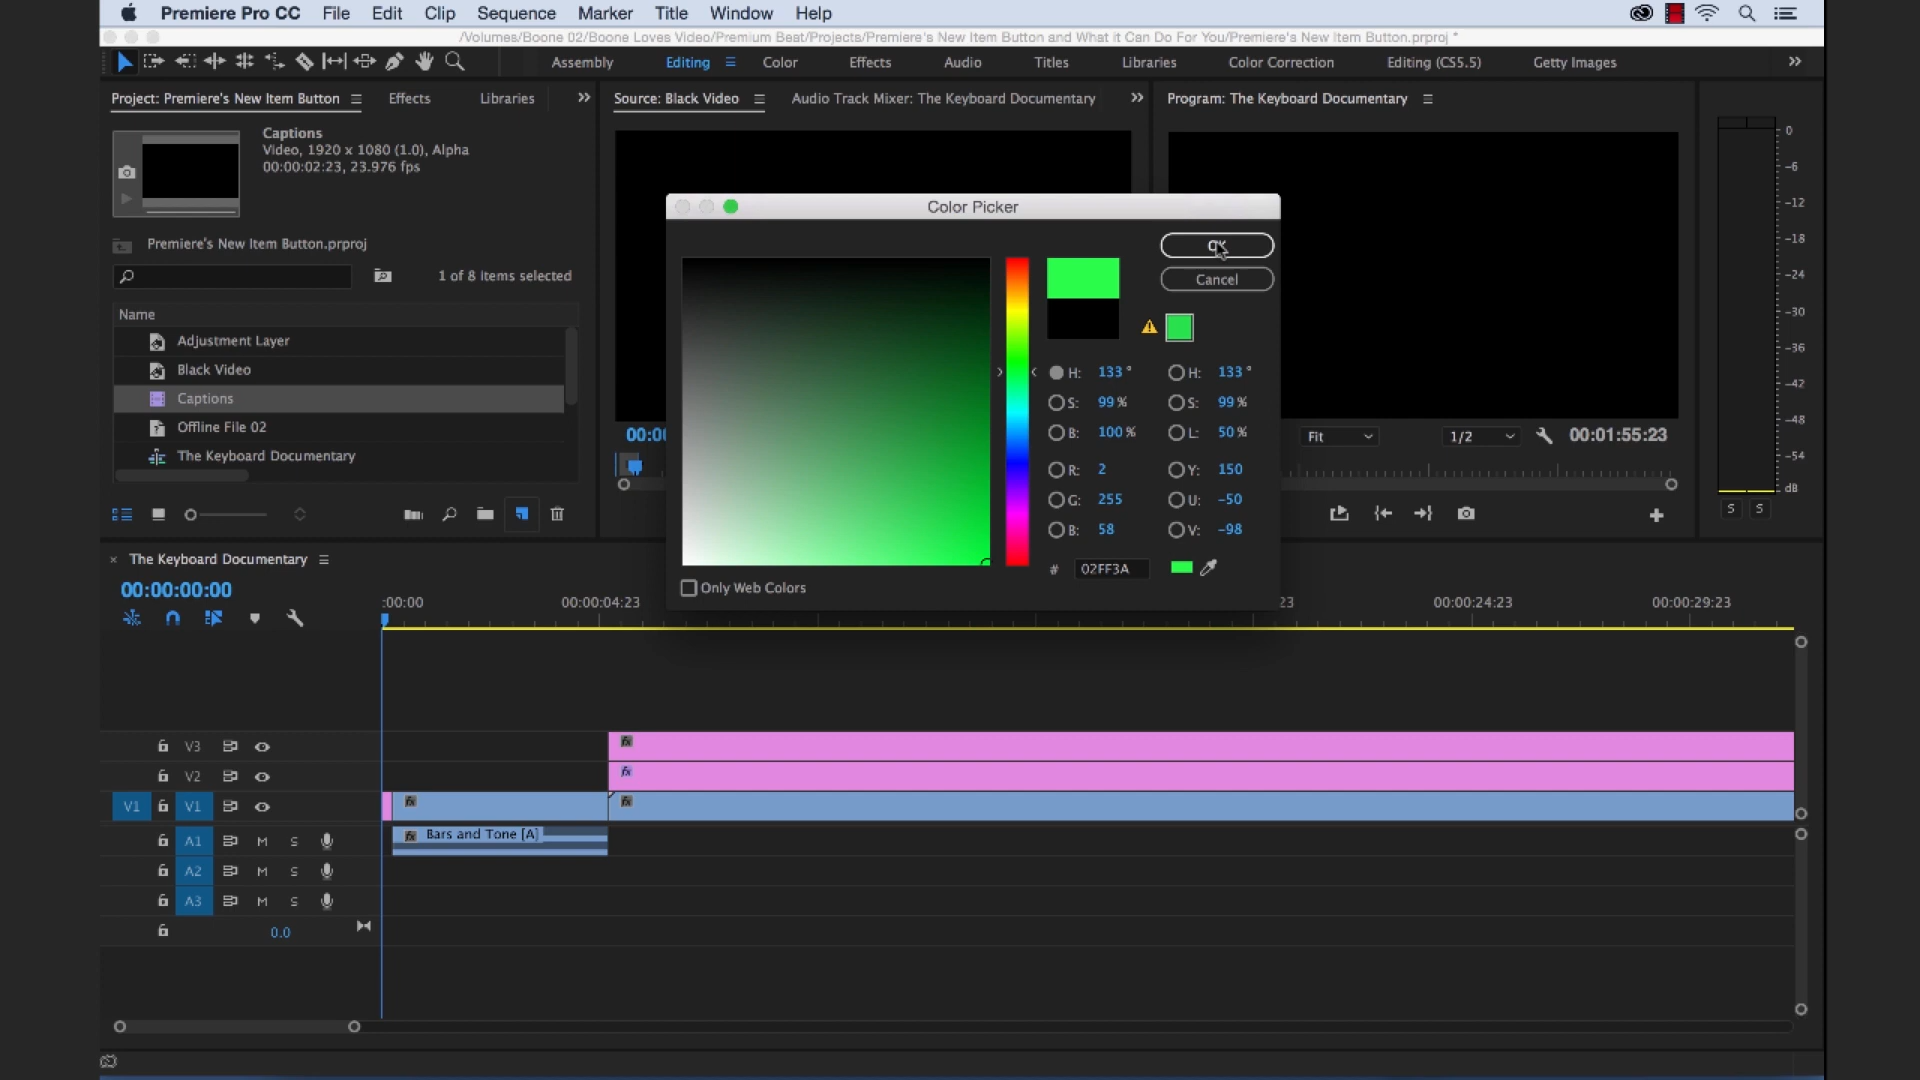 Premiere Pro CC File Edit Clip Sequence Marker Title Window Help
/Volumes/Boone 02/Boone Loves Video/Premium Beat/Projects/Premiere's New Item Button and What it Can Do For You/Premiere's New Item Button.prproj *
Assembly Editing Color Effects Audio Titles Libraries Color Correction Editing (CS5.5) Getty Images
Project: Premiere's New Item Button Effects Libraries
Source: Black Video Audio Track Mixer: The Keyboard Documentary
Program: The Keyboard Documentary
Captions
Video, 1920 x 1080 (1.0), Alpha
00:00:02:23, 23.976 fps
Premiere's New Item Button.prproj
1 of 8 Items selected
Name
Adjustment Layer
Black Video
Captions
Offline File 02
The Keyboard Documentary
Color Picker
OK
Cancel
H: 133 ° H: 133 °
S: 99 % S: 99 %
B: 100 % L: 50 %
R: 2 Y: 150
G: 255 U: -50
B: 58 V: -98
# 02FF3A
Only Web Colors
00:00
Fit 1/2 00:01:55:23
0
-6
-12
-18
-24
-30
-36
-42
-48
-54
dB
S S
The Keyboard Documentary
00:00:00:00
:00:00 00:00:04:23 23 00:00:24:23 00:00:29:23
V3
V2
V1 V1
A1 M S Bars and Tone [A]
A2 M S
A3 M S
0.0